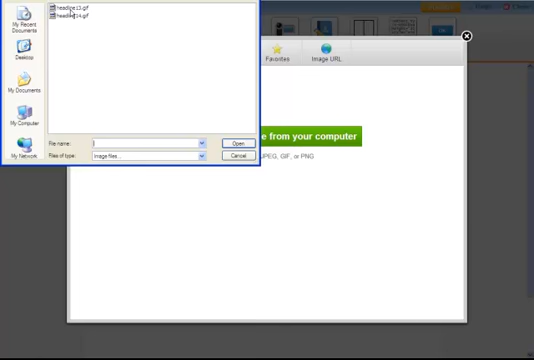 headline13.gif
headline14.gif
My Recent
Documents
Desktop
My Documents
My Computer
My Network
File name:
Open
Files of type:
Image files
Cancel
Favorites
Image URL
e from your computer
JPEG, GIF, or PNG